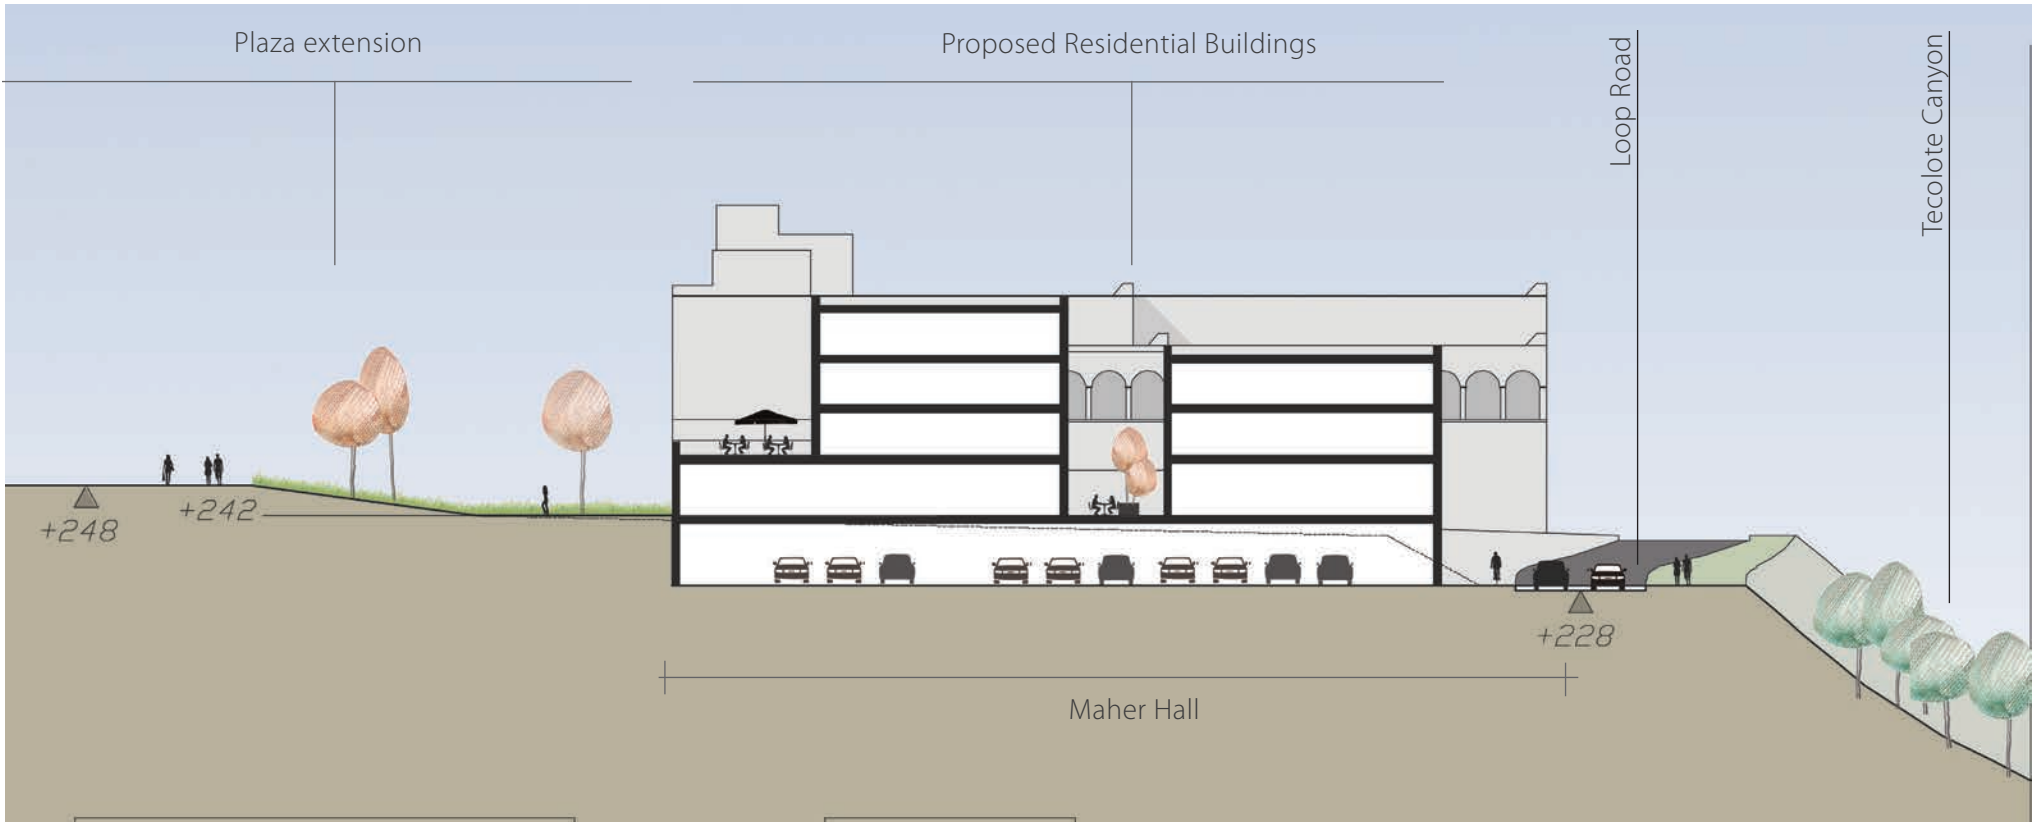 Plaza extension
Proposed Residential Buildings
Loop Road
Tecolote Canyon
+248
+242
+228
Maher Hall